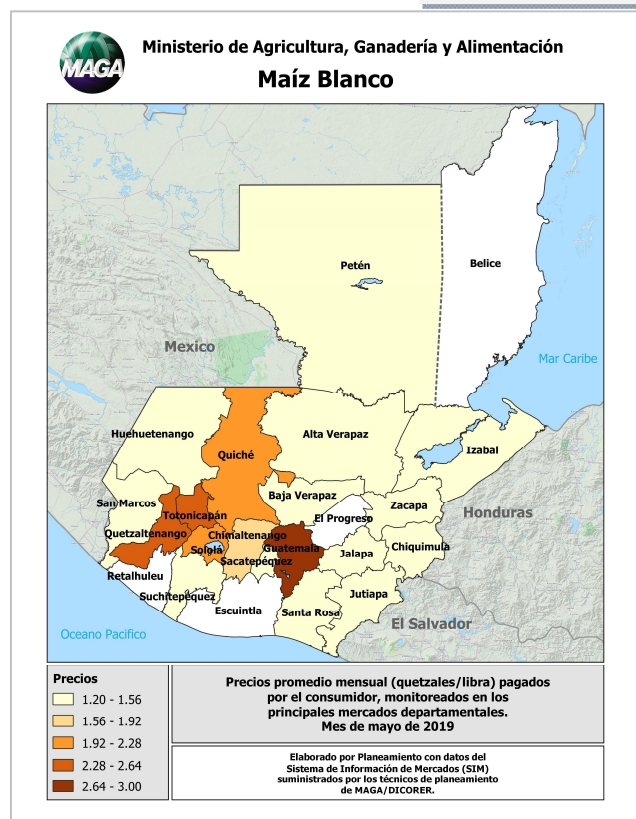 MAGA
Ministerio de Agricultura, Ganadería y Alimentación
Maíz Blanco
Petén
Belice
Mexico
Mar Caribe
Huehuetenango
Alta Verapaz
Izabal
Quiché
San Marcos
Baja Verapaz
Zacapa
Totonicapán
El Progreso
Honduras
Quetzaltenango
Chimaltenango
Sololá
Guatemala
Chiquimula
Jalapa
Sacatepéquez
Retalhuleu
Suchitepéquez
Jutiapa
Escuintla
Santa Rosa
El Salvador
Oceano Pacifico
Precios
1.20 - 1.56
1.56 - 1.92
1.92 - 2.28
2.28 - 2.64
2.64 - 3.00
Precios promedio mensual (quetzales/libra) pagados
por el consumidor, monitoreados en los
principales mercados departamentales.
Mes de mayo de 2019
Elaborado por Planeamiento con datos del
Sistema de Información de Mercados (SIM)
suministrados por los técnicos de planeamiento
de MAGA/DICORER.